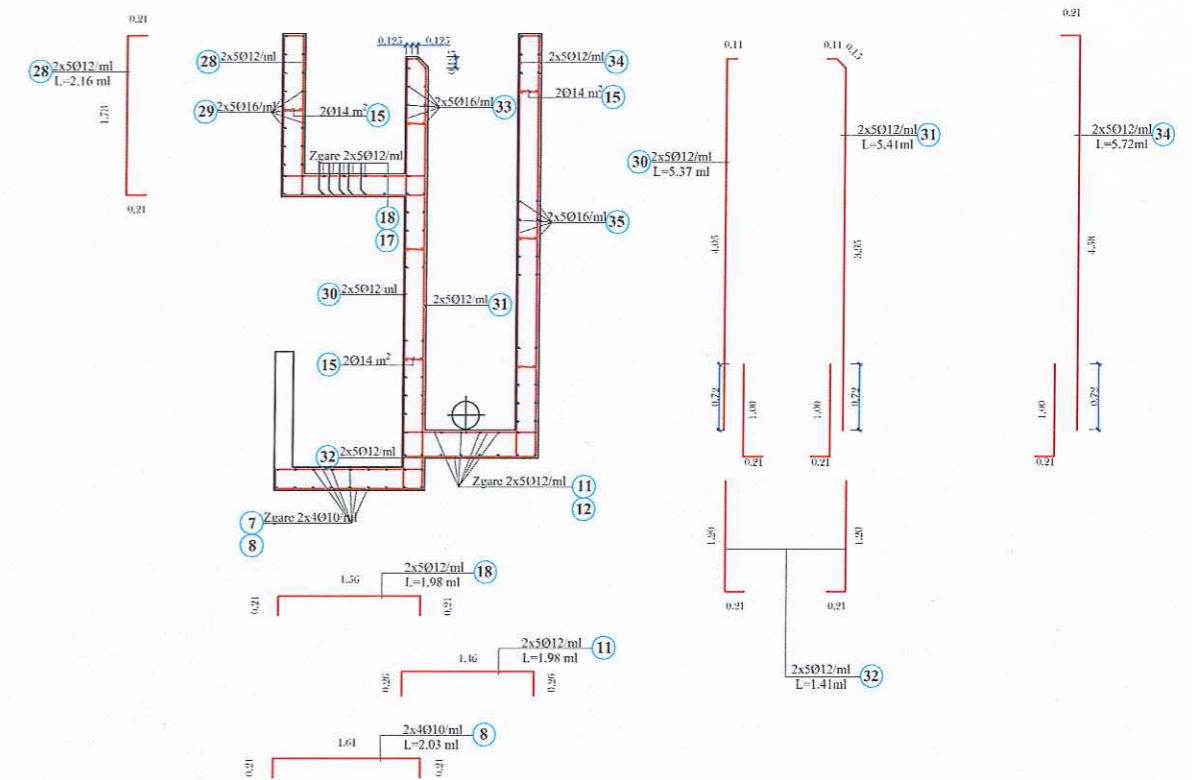 0.21
28 2x5Ø12/ml
L=2.16 ml
1.73
0.21
28 2x5Ø12/ml
29 2x5Ø16/ml
2Ø14 m² 15
Zgare 2x5Ø12/ml
18
17
0.125 0.125
2x5Ø16/ml 33
2x5Ø12/ml 34
2Ø14 m² 15
2x5Ø16/ml 35
30 2x5Ø12/ml
2x5Ø12/ml 31
15 2Ø14 m²
32 2x5Ø12/ml
Zgare 2x5Ø12/ml 11
12
7 Zgare 2x4Ø10/ml
8
0.11
0.11
0.15
30 2x5Ø12/ml
L=5.37 ml
2x5Ø12/ml 31
L=5.41ml
4.05
3.95
0.72
1.00
1.00
0.72
0.21
0.21
0.21
2x5Ø12/ml 34
L=5.72ml
4.58
1.00
0.72
0.21
1.20
1.20
0.21
0.21
2x5Ø12/ml 32
L=1.41ml
2x5Ø12/ml 18
L=1.98 ml
1.56
0.21
0.21
2x5Ø12/ml 11
L=1.98 ml
1.46
0.26
0.26
2x4Ø10/ml 8
L=2.03 ml
1.61
0.21
0.21